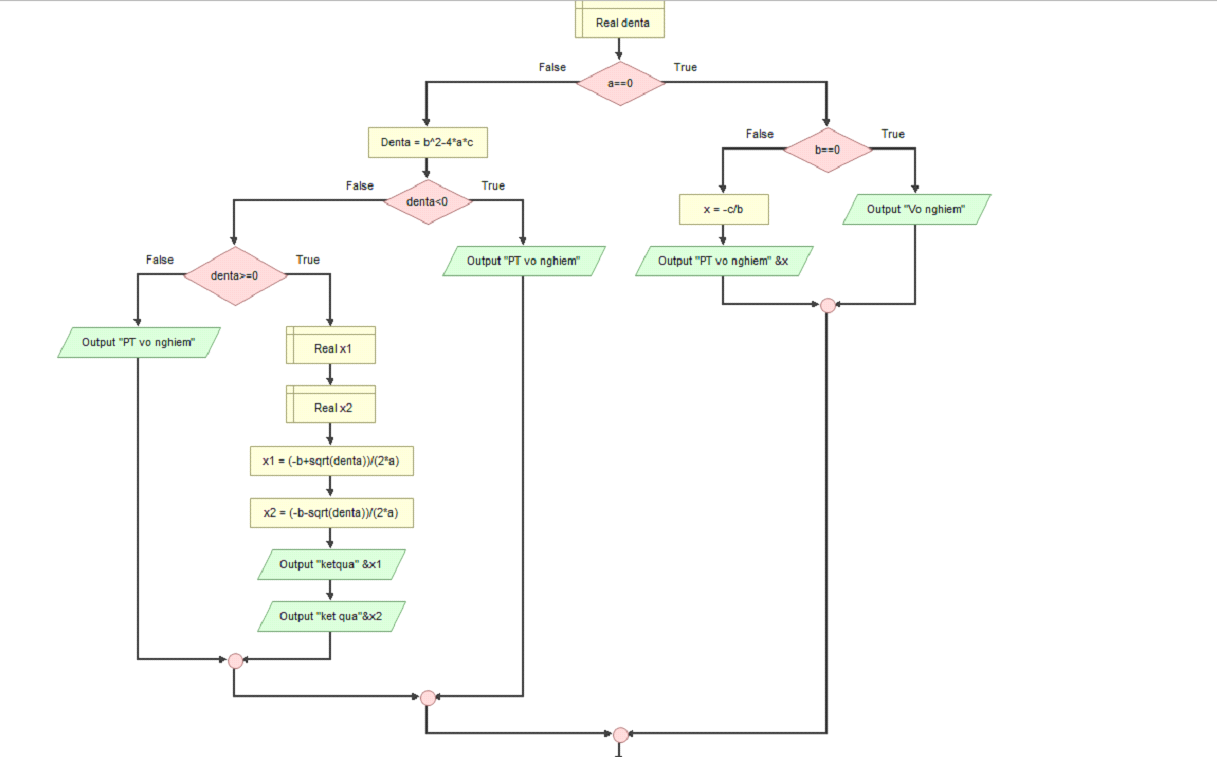 Real denta
False
True
a==0
False
True
Denta = b^2-4*a*c
b==0
False
True
denta<0
x = -c/b
Output "Vo nghiem"
False
True
Output "PT vo nghiem"
Output "PT vo nghiem" &x
denta>=0
Output "PT vo nghiem"
Real x1
Real x2
x1 = (-b+sqrt(denta))/(2*a)
x2 = (-b-sqrt(denta))/(2*a)
Output "ketqua" &x1
Output "ket qua"&x2